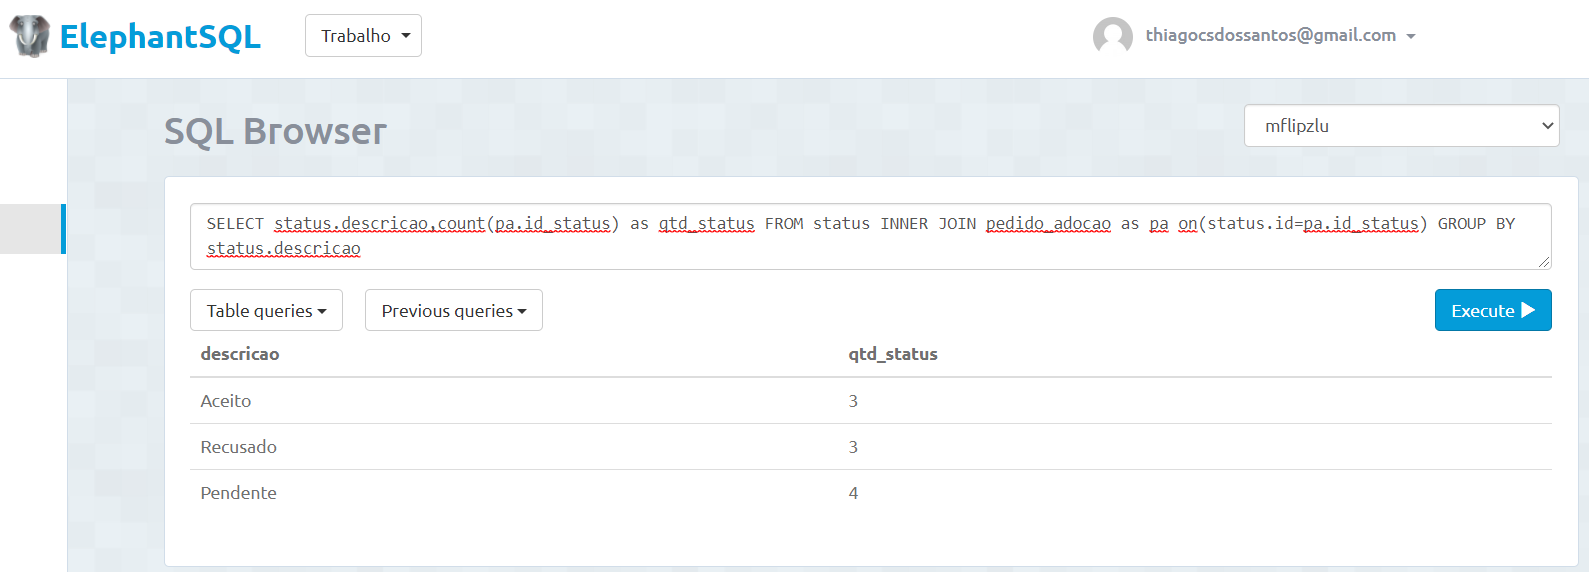 ElephantSQL
Trabalho
thiagocsdossantos@gmail.com
SQL Browser
mflipzlu
SELECT status.descricao,count(pa.id_status) as qtd_status FROM status INNER JOIN pedido_adocao as pa on(status.id=pa.id_status) GROUP BY
status.descricao
Table queries
Previous queries
Execute
descricao qtd_status
Aceito 3
Recusado 3
Pendente 4